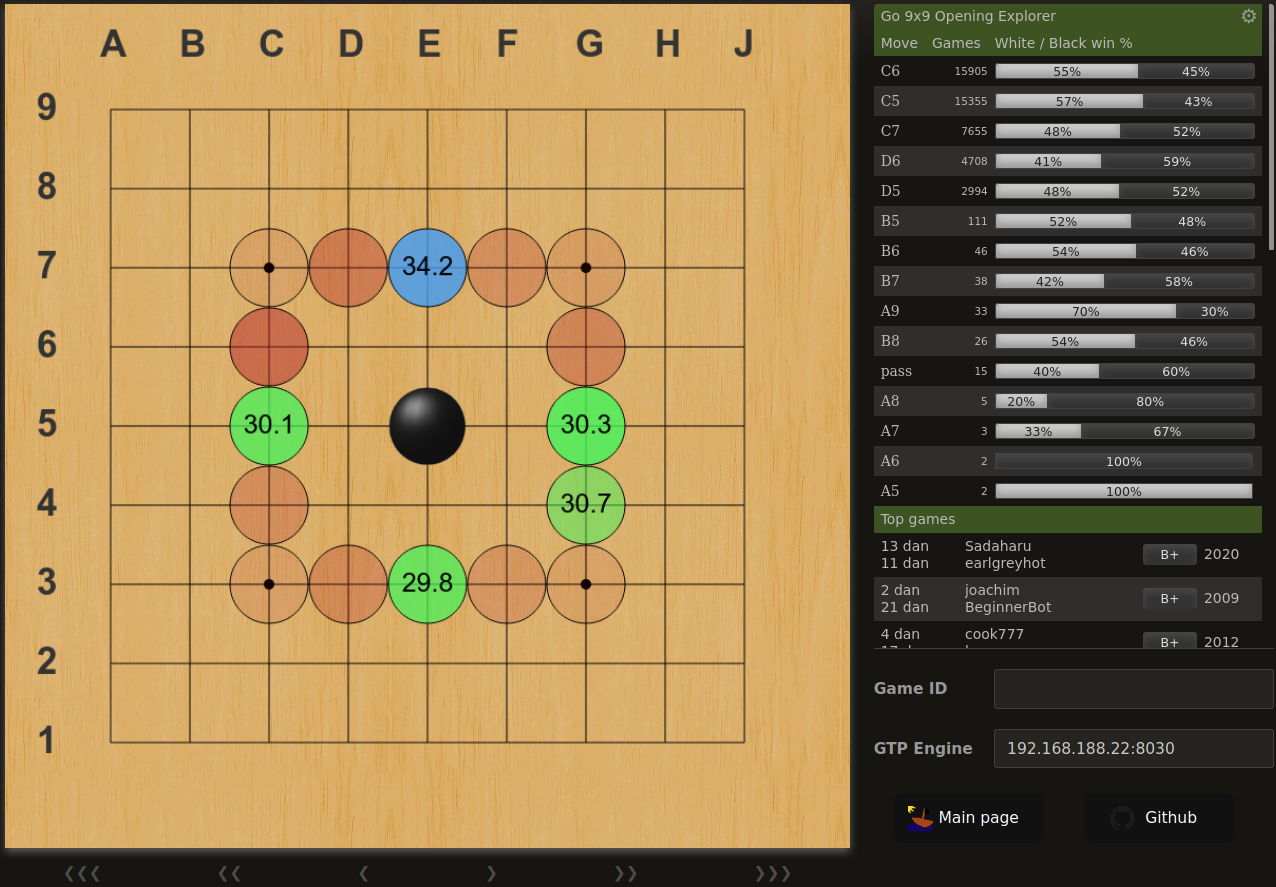 A B C D E F G H J
9
8
7 34.2
6
5 30.1 30.3
4 30.7
3 29.8
2
1
❮❮❮ ❮❮ ❮ ❯ ❯❯ ❯❯❯
Go 9x9 Opening Explorer
Move Games White / Black win %
C6 15905 55% 45%
C5 15355 57% 43%
C7 7655 48% 52%
D6 4708 41% 59%
D5 2994 48% 52%
B5 111 52% 48%
B6 46 54% 46%
B7 38 42% 58%
A9 33 70% 30%
B8 26 54% 46%
pass 15 40% 60%
A8 5 20% 80%
A7 3 33% 67%
A6 2 100%
A5 2 100%
Top games
13 dan Sadaharu B+ 2020
11 dan earlgreyhot
2 dan joachim B+ 2009
21 dan BeginnerBot
4 dan cook777 B+ 2012
Game ID
GTP Engine 192.168.188.22:8030
Main page Github